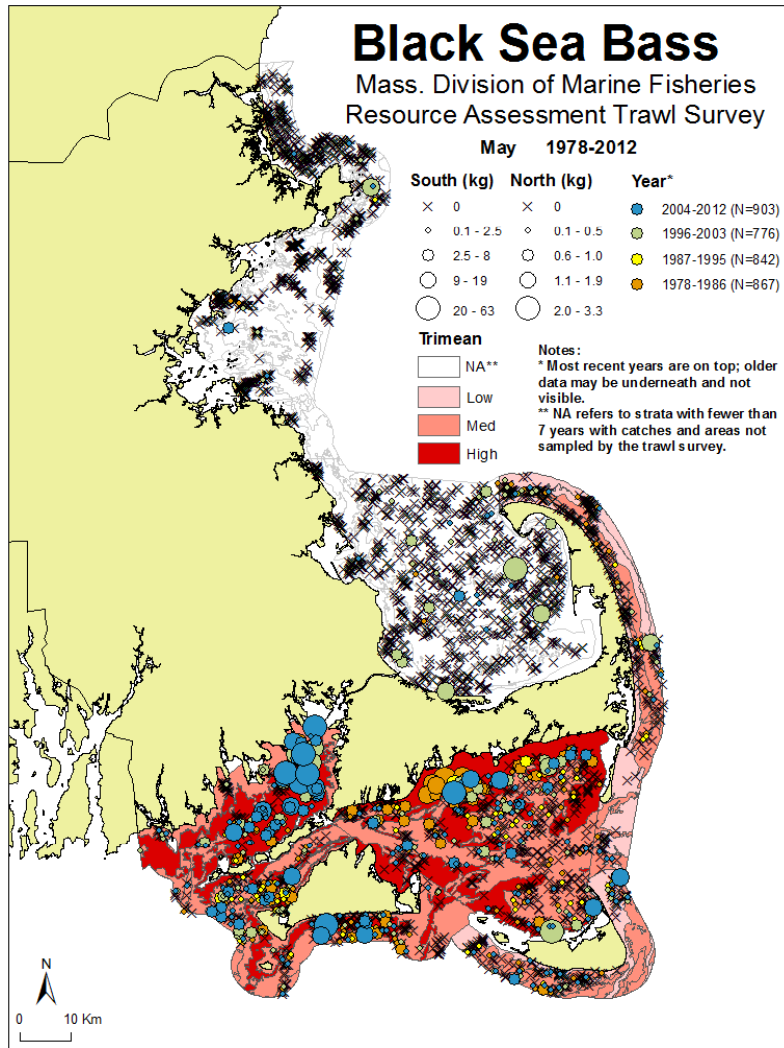 Black Sea Bass
Mass. Division of Marine Fisheries
Resource Assessment Trawl Survey
May 1978-2012
South (kg) North (kg) Year*
0 0 2004-2012 (N=903)
0.1 - 2.5 0.1 - 0.5 1996-2003 (N=776)
2.5 - 8 0.6 - 1.0 1987-1995 (N=842)
9 - 19 1.1 - 1.9 1978-1986 (N=867)
20 - 63 2.0 - 3.3
Trimean
NA**
Low
Med
High
Notes:
* Most recent years are on top; older
data may be underneath and not
visible.
** NA refers to strata with fewer than
7 years with catches and areas not
sampled by the trawl survey.
N
0 10 Km